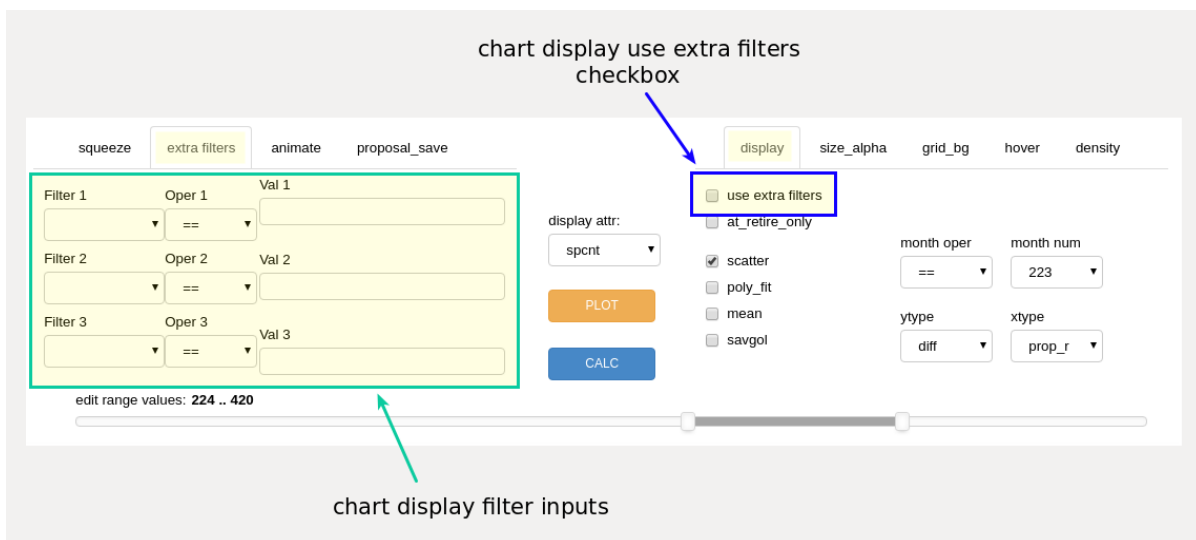 chart display use extra filters
checkbox
squeeze extra filters animate proposal_save
display size_alpha grid_bg hover density
Filter 1 Oper 1 Val 1
==
Filter 2 Oper 2 Val 2
==
Filter 3 Oper 3 Val 3
==
display attr:
spcnt
PLOT
CALC
use extra filters
at_retire_only
scatter
poly_fit
mean
savgol
month oper month num
== 223
ytype xtype
diff prop_r
edit range values: 224 .. 420
chart display filter inputs